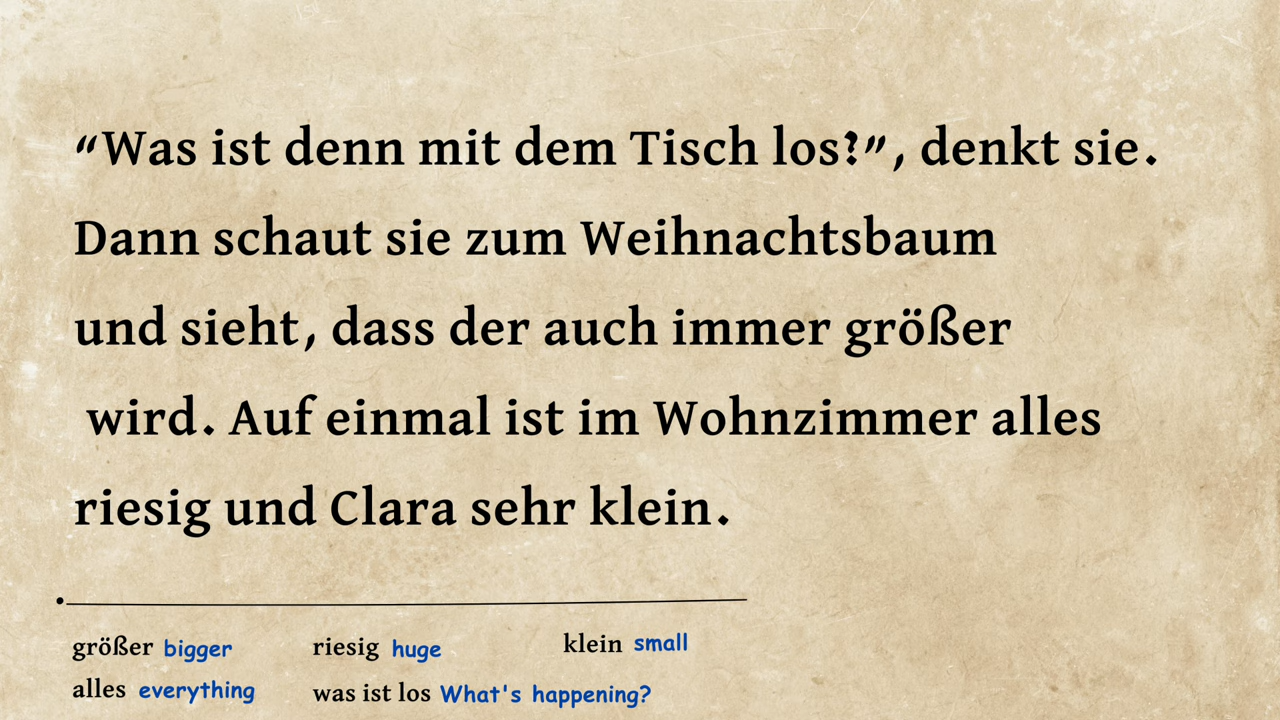 “Was ist denn mit dem Tisch los?”, denkt sie.
Dann schaut sie zum Weihnachtsbaum
und sieht, dass der auch immer größer
wird. Auf einmal ist im Wohnzimmer alles
riesig und Clara sehr klein.
größer bigger riesig huge klein small
alles everything was ist los What's happening?